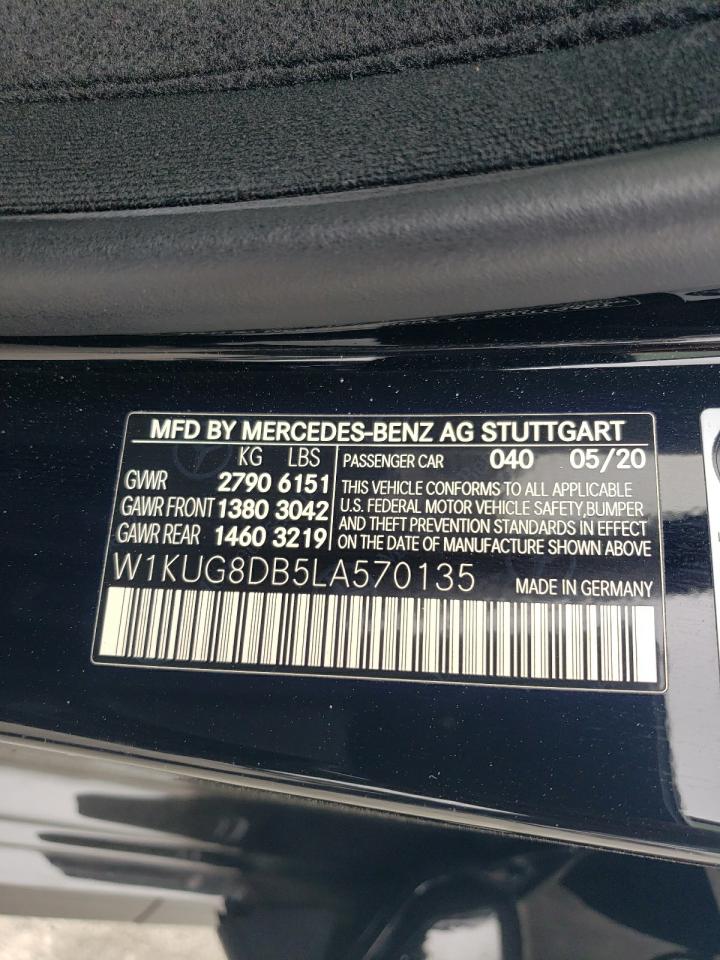 MFD BY MERCEDES-BENZ AG STUTTGART
KG LBS
GVWR 2790 6151
GAWR FRONT 1380 3042
GAWR REAR 1460 3219
PASSENGER CAR 040 05/20
THIS VEHICLE CONFORMS TO ALL APPLICABLE
U.S. FEDERAL MOTOR VEHICLE SAFETY,BUMPER
AND THEFT PREVENTION STANDARDS IN EFFECT
ON THE DATE OF MANUFACTURE SHOWN ABOVE
W1KUG8DB5LA570135
MADE IN GERMANY